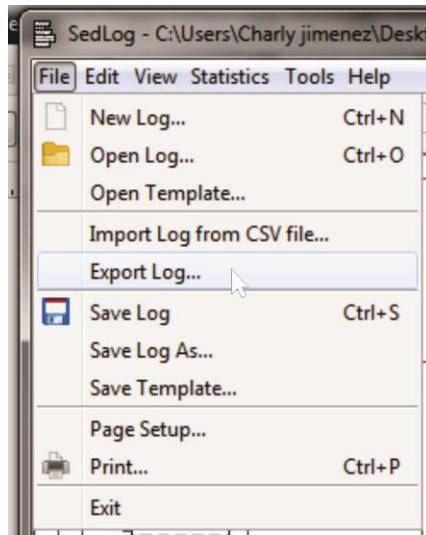 SedLog - C:\Users\Charly jimenez\Desk
File Edit View Statistics Tools Help
New Log... Ctrl+N
Open Log... Ctrl+O
Open Template...
Import Log from CSV file...
Export Log...
Save Log Ctrl+S
Save Log As...
Save Template...
Page Setup...
Print... Ctrl+P
Exit